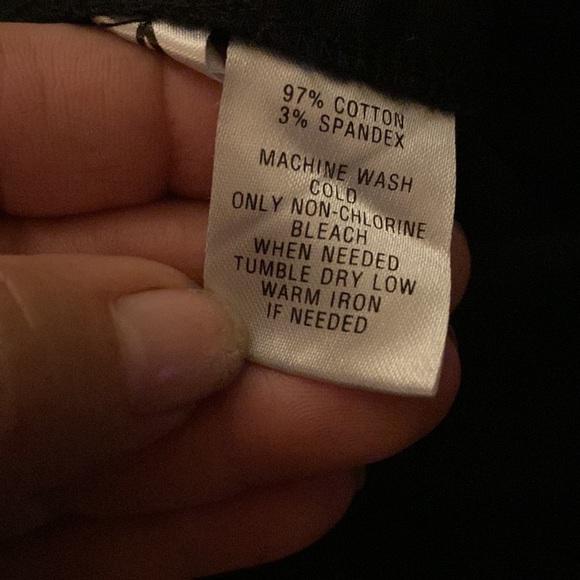 97% COTTON
3% SPANDEX
MACHINE WASH
COLD
ONLY NON-CHLORINE
BLEACH
WHEN NEEDED
TUMBLE DRY LOW
WARM IRON
IF NEEDED